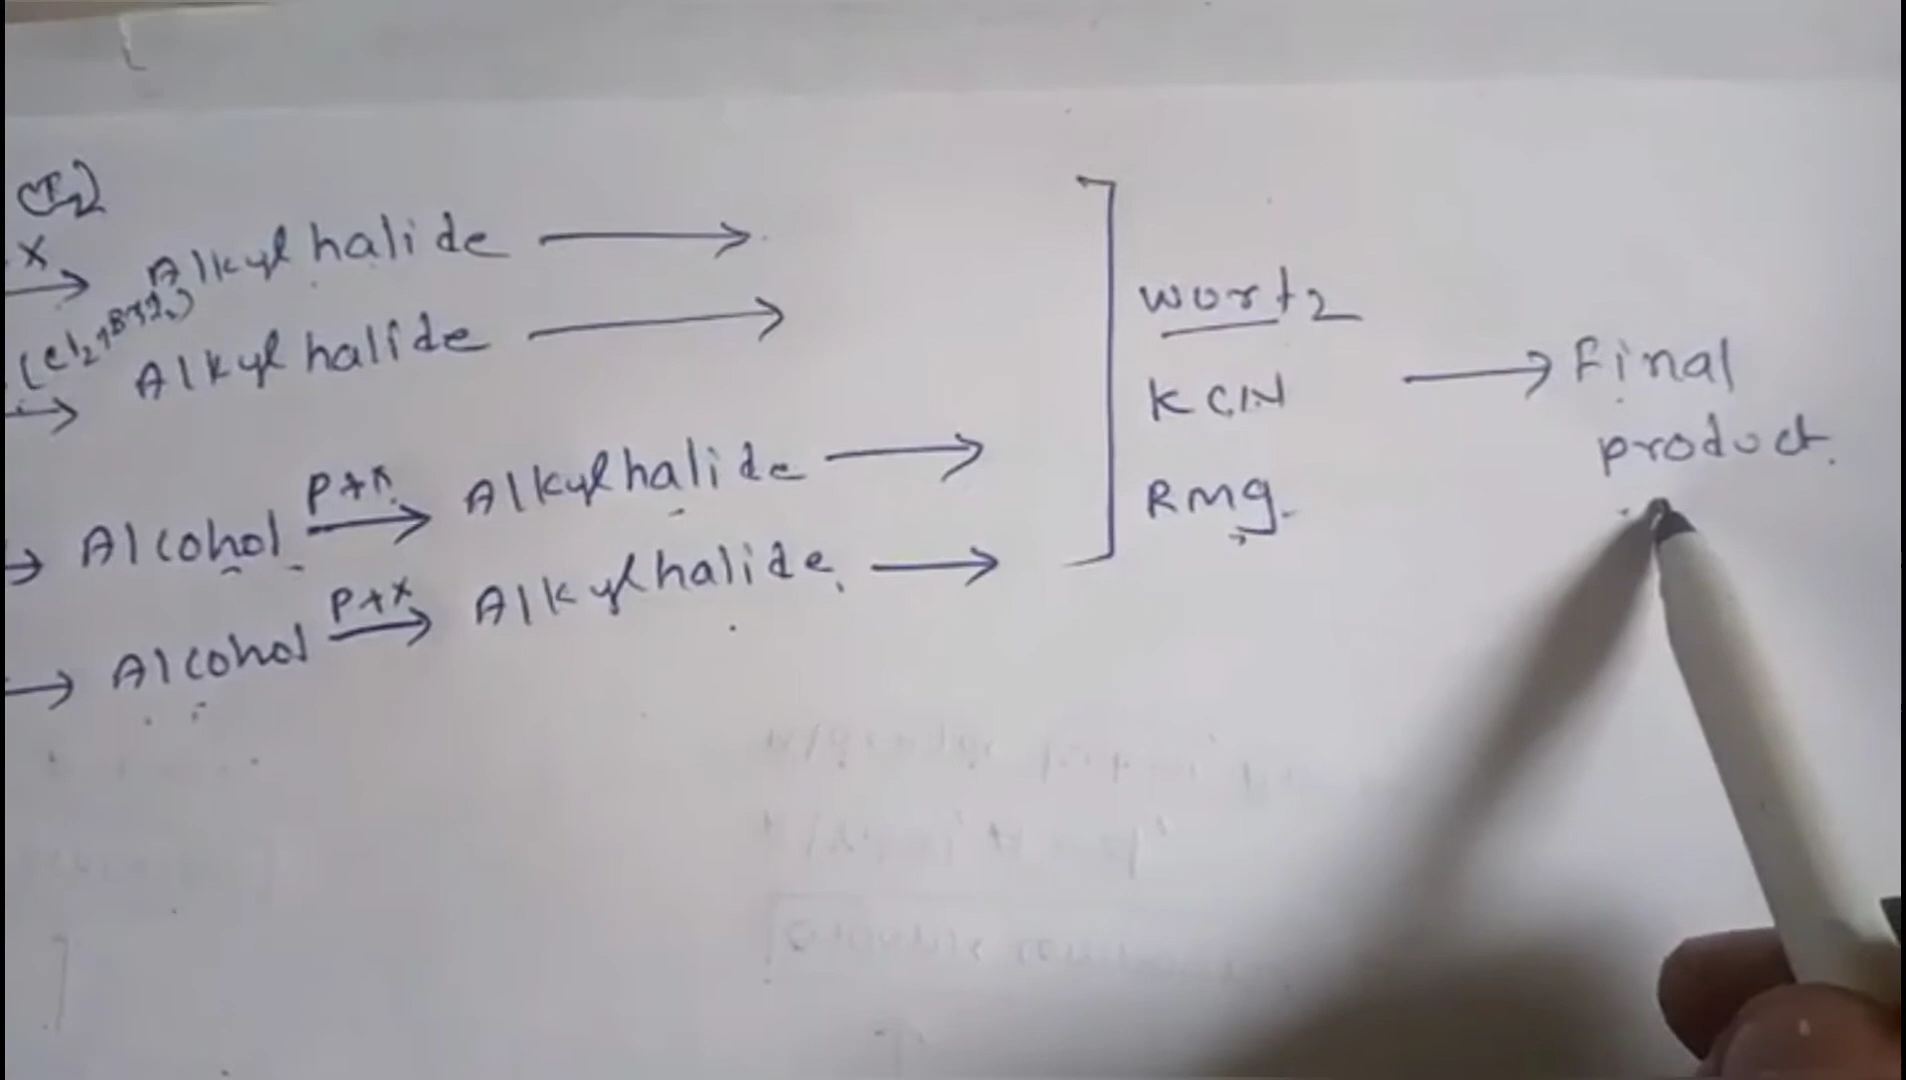 X
→ Alkyl halide →
(Cl2, Br2)
→ Alkyl halide →
→ Alcohol P+X → Alkyl halide →
→ Alcohol P+X → Alkyl halide. →
wurtz
KCN
RMg
→ Final
product.